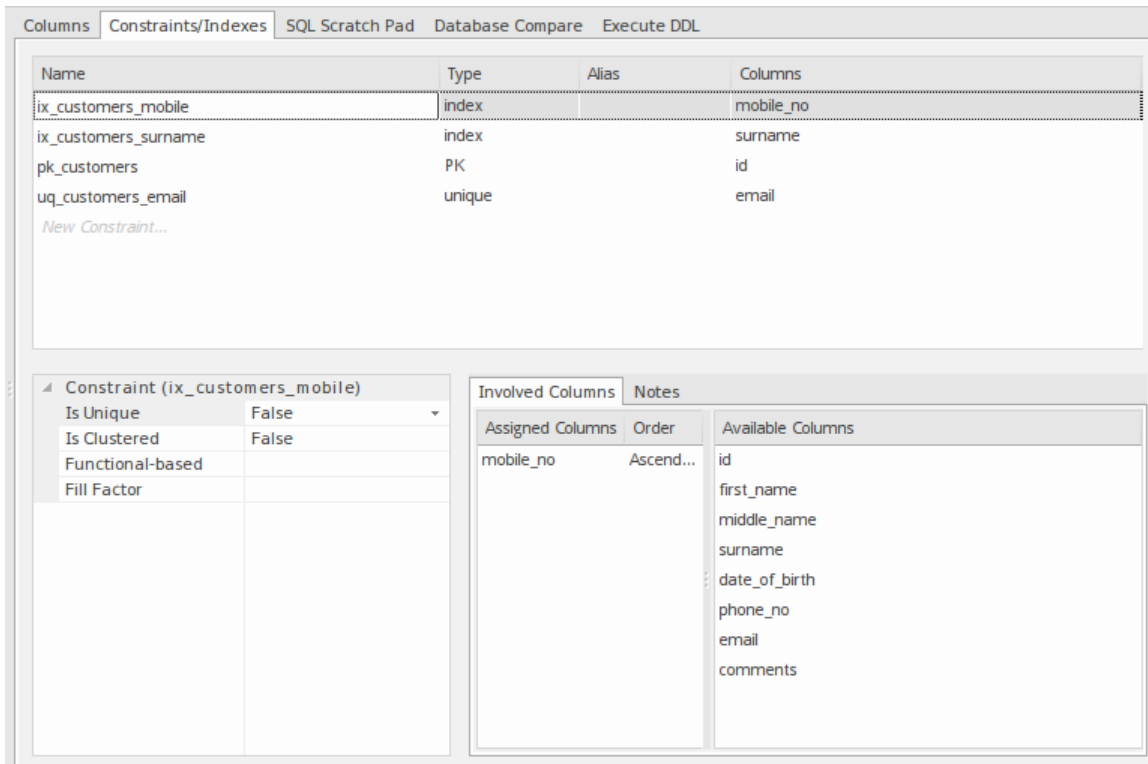 Columns Constraints/Indexes SQL Scratch Pad Database Compare Execute DDL
Name Type Alias Columns
ix_customers_mobile index mobile_no
ix_customers_surname index surname
pk_customers PK id
uq_customers_email unique email
New Constraint...
Constraint (ix_customers_mobile)
Is Unique False
Is Clustered False
Functional-based
Fill Factor
Involved Columns Notes
Assigned Columns Order Available Columns
mobile_no Ascend... id
first_name
middle_name
surname
date_of_birth
phone_no
email
comments